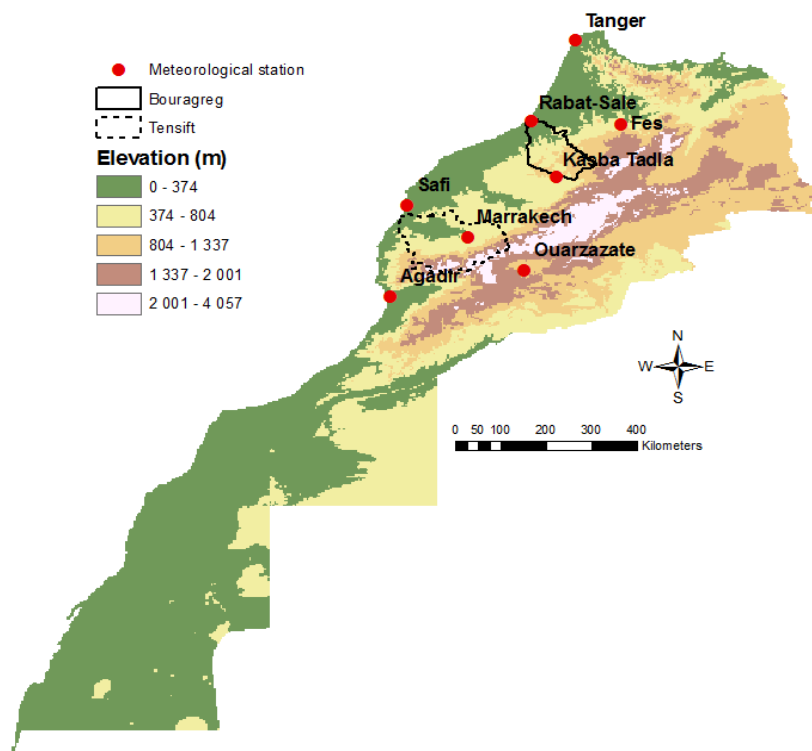 Tanger
Meteorological station
Bouragreg
Tensift
Rabat-Sale
Fes
Elevation (m)
Kasba Tadla
0 - 374
Safi
374 - 804
Marrakech
804 - 1 337
Ouarzazate
1 337 - 2 001
Agadir
2 001 - 4 057
N
W E
S
0 50 100 200 300 400
Kilometers